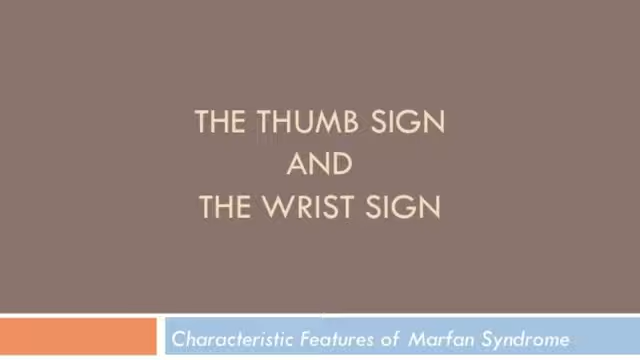 THE THUMB SIGN
AND
THE WRIST SIGN
Characteristic Features of Marfan Syndrome